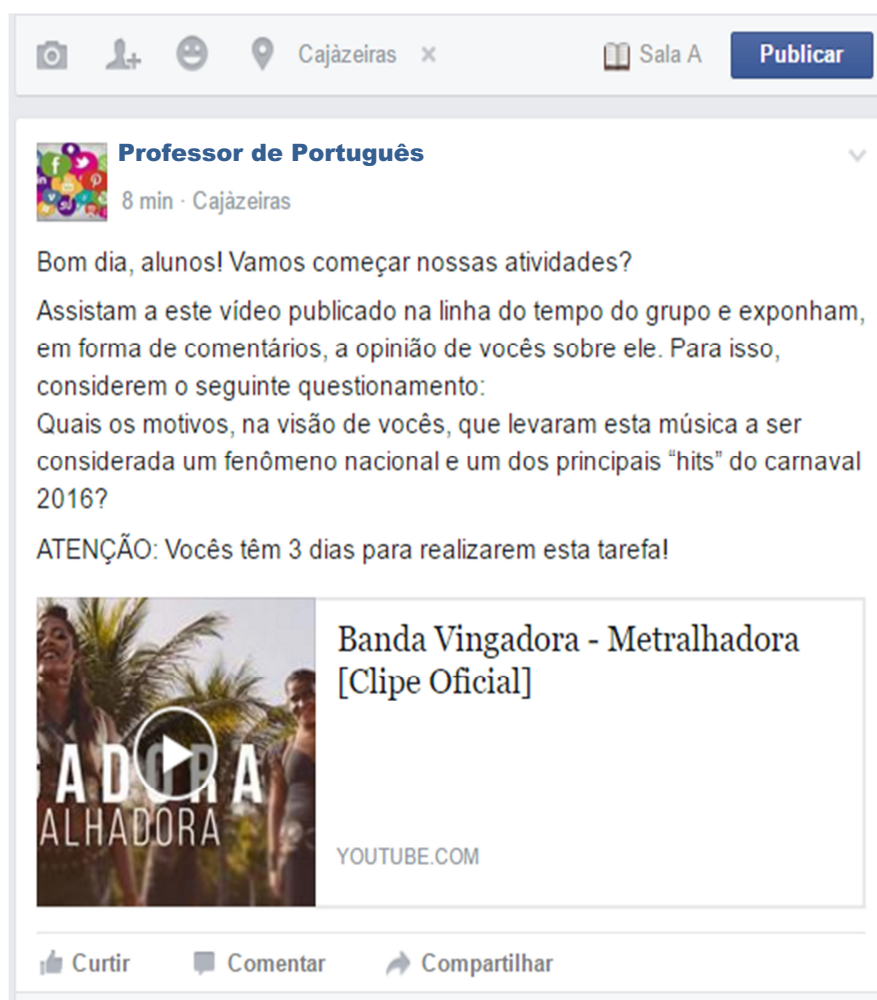 Cajàzeiras × Sala A Publicar
Professor de Português
8 min · Cajàzeiras
Bom dia, alunos! Vamos começar nossas atividades?
Assistam a este vídeo publicado na linha do tempo do grupo e exponham,
em forma de comentários, a opinião de vocês sobre ele. Para isso,
considerem o seguinte questionamento:
Quais os motivos, na visão de vocês, que levaram esta música a ser
considerada um fenômeno nacional e um dos principais “hits” do carnaval
2016?
ATENÇÃO: Vocês têm 3 dias para realizarem esta tarefa!
Banda Vingadora - Metralhadora
[Clipe Oficial]
GADORA
ALHADORA
YOUTUBE.COM
Curtir Comentar Compartilhar